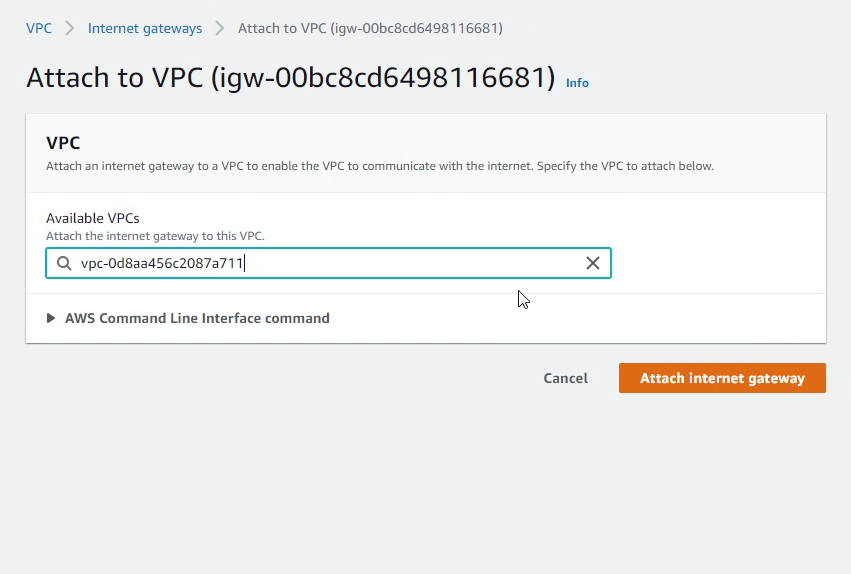 VPC Internet gateways Attach to VPC (igw-00bc8cd6498116681)
Attach to VPC (igw-00bc8cd6498116681) Info
VPC
Attach an internet gateway to a VPC to enable the VPC to communicate with the internet. Specify the VPC to attach below.
Available VPCs
Attach the internet gateway to this VPC.
vpc-0d8aa456c2087a711
AWS Command Line Interface command
Cancel Attach internet gateway